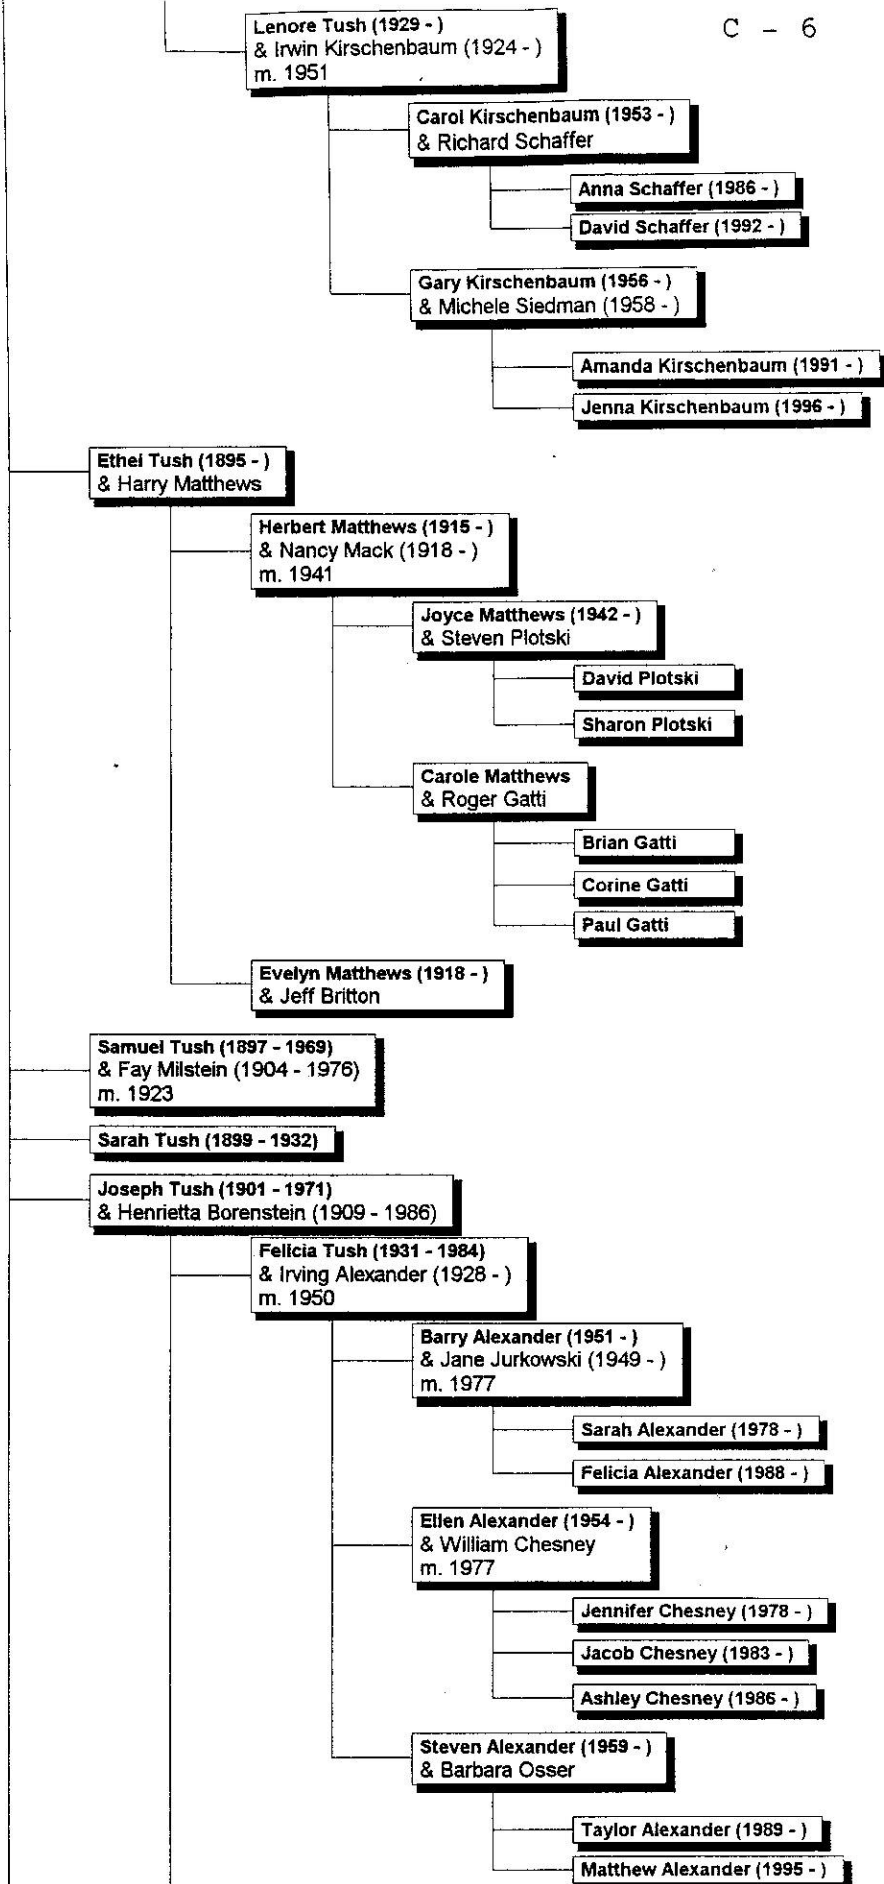 C - 6
Lenore Tush (1929 - )
& Irwin Kirschenbaum (1924 - )
m. 1951
Carol Kirschenbaum (1953 - )
& Richard Schaffer
Anna Schaffer (1986 - )
David Schaffer (1992 - )
Gary Kirschenbaum (1956 - )
& Michele Siedman (1958 - )
Amanda Kirschenbaum (1991 - )
Jenna Kirschenbaum (1996 - )
Ethel Tush (1895 - )
& Harry Matthews
Herbert Matthews (1915 - )
& Nancy Mack (1918 - )
m. 1941
Joyce Matthews (1942 - )
& Steven Plotski
David Plotski
Sharon Plotski
Carole Matthews
& Roger Gatti
Brian Gatti
Corine Gatti
Paul Gatti
Evelyn Matthews (1918 - )
& Jeff Britton
Samuel Tush (1897 - 1969)
& Fay Milstein (1904 - 1976)
m. 1923
Sarah Tush (1899 - 1932)
Joseph Tush (1901 - 1971)
& Henrietta Borenstein (1909 - 1986)
Felicia Tush (1931 - 1984)
& Irving Alexander (1928 - )
m. 1950
Barry Alexander (1951 - )
& Jane Jurkowski (1949 - )
m. 1977
Sarah Alexander (1978 - )
Felicia Alexander (1988 - )
Ellen Alexander (1954 - )
& William Chesney
m. 1977
Jennifer Chesney (1978 - )
Jacob Chesney (1983 - )
Ashley Chesney (1986 - )
Steven Alexander (1959 - )
& Barbara Osser
Taylor Alexander (1989 - )
Matthew Alexander (1995 - )